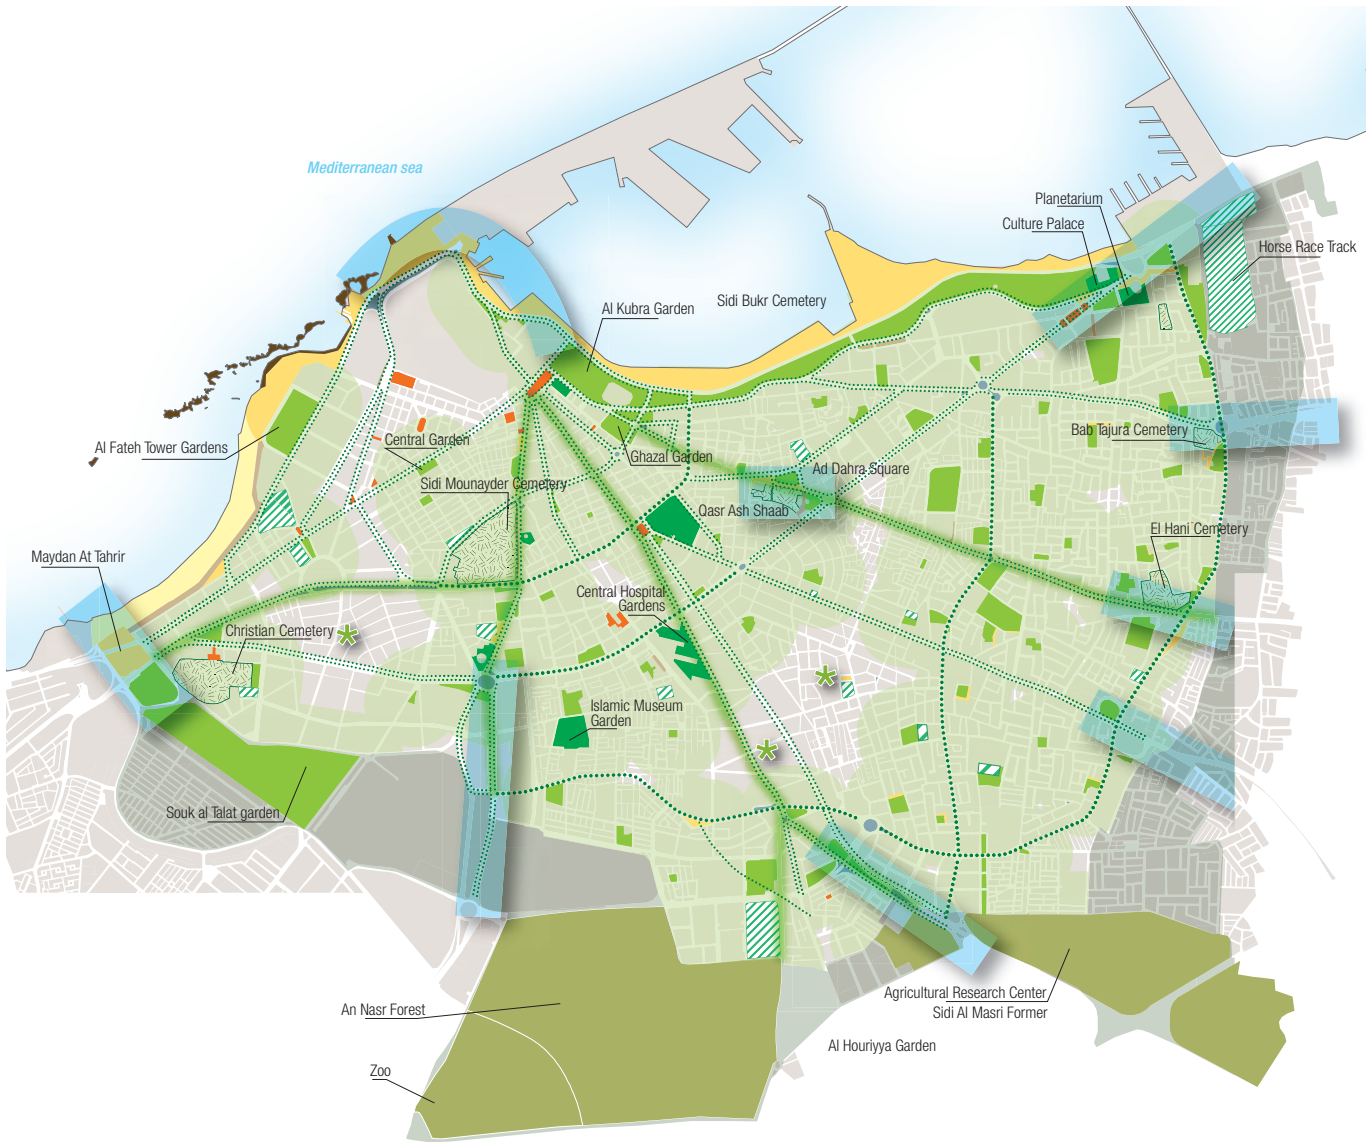 Mediterranean sea
Planetarium
Culture Palace
Horse Race Track
Sidi Bukr Cemetery
Al Kubra Garden
Bab Tajura Cemetery
Al Fateh Tower Gardens
Central Garden
Ghazal Garden
Ad Dahra Square
Sidi Mounayder Cemetery
Qasr Ash Shaab
El Hani Cemetery
Maydan At Tahrir
Central Hospital
Gardens
Christian Cemetery
Islamic Museum
Garden
Souk al Talat garden
Agricultural Research Center
Sidi Al Masri Former
An Nasr Forest
Al Houriyya Garden
Zoo